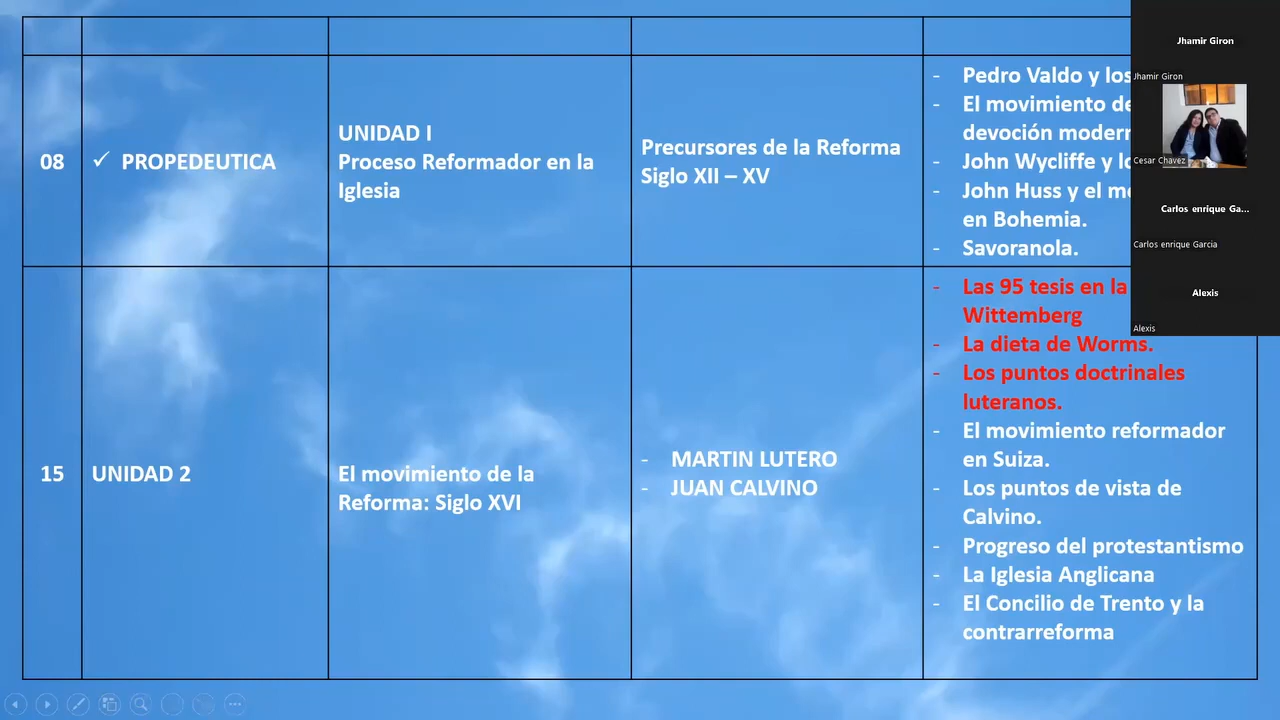 08
✓ PROPEDEUTICA
UNIDAD I
Proceso Reformador en la
Iglesia
Precursores de la Reforma
Siglo XII – XV
- Pedro Valdo y los
- El movimiento
devoción
- John Wycliffe y
- John Huss y el
en Bohemia.
- Savoranola.
15
UNIDAD 2
El movimiento de la
Reforma: Siglo XVI
- MARTIN LUTERO
- JUAN CALVINO
- Las 95 tesis en la
Wittemberg
- La dieta de Worms.
- Los puntos doctrinales
luteranos.
- El movimiento reformador
en Suiza.
- Los puntos de vista de
Calvino.
- Progreso del protestantismo
- La Iglesia Anglicana
- El Concilio de Trento y la
contrarreforma
Jhamir Giron
Jhamir Giron
Cesar Chavez
Carlos enrique Ga...
Carlos enrique Garcia
Alexis
Alexis